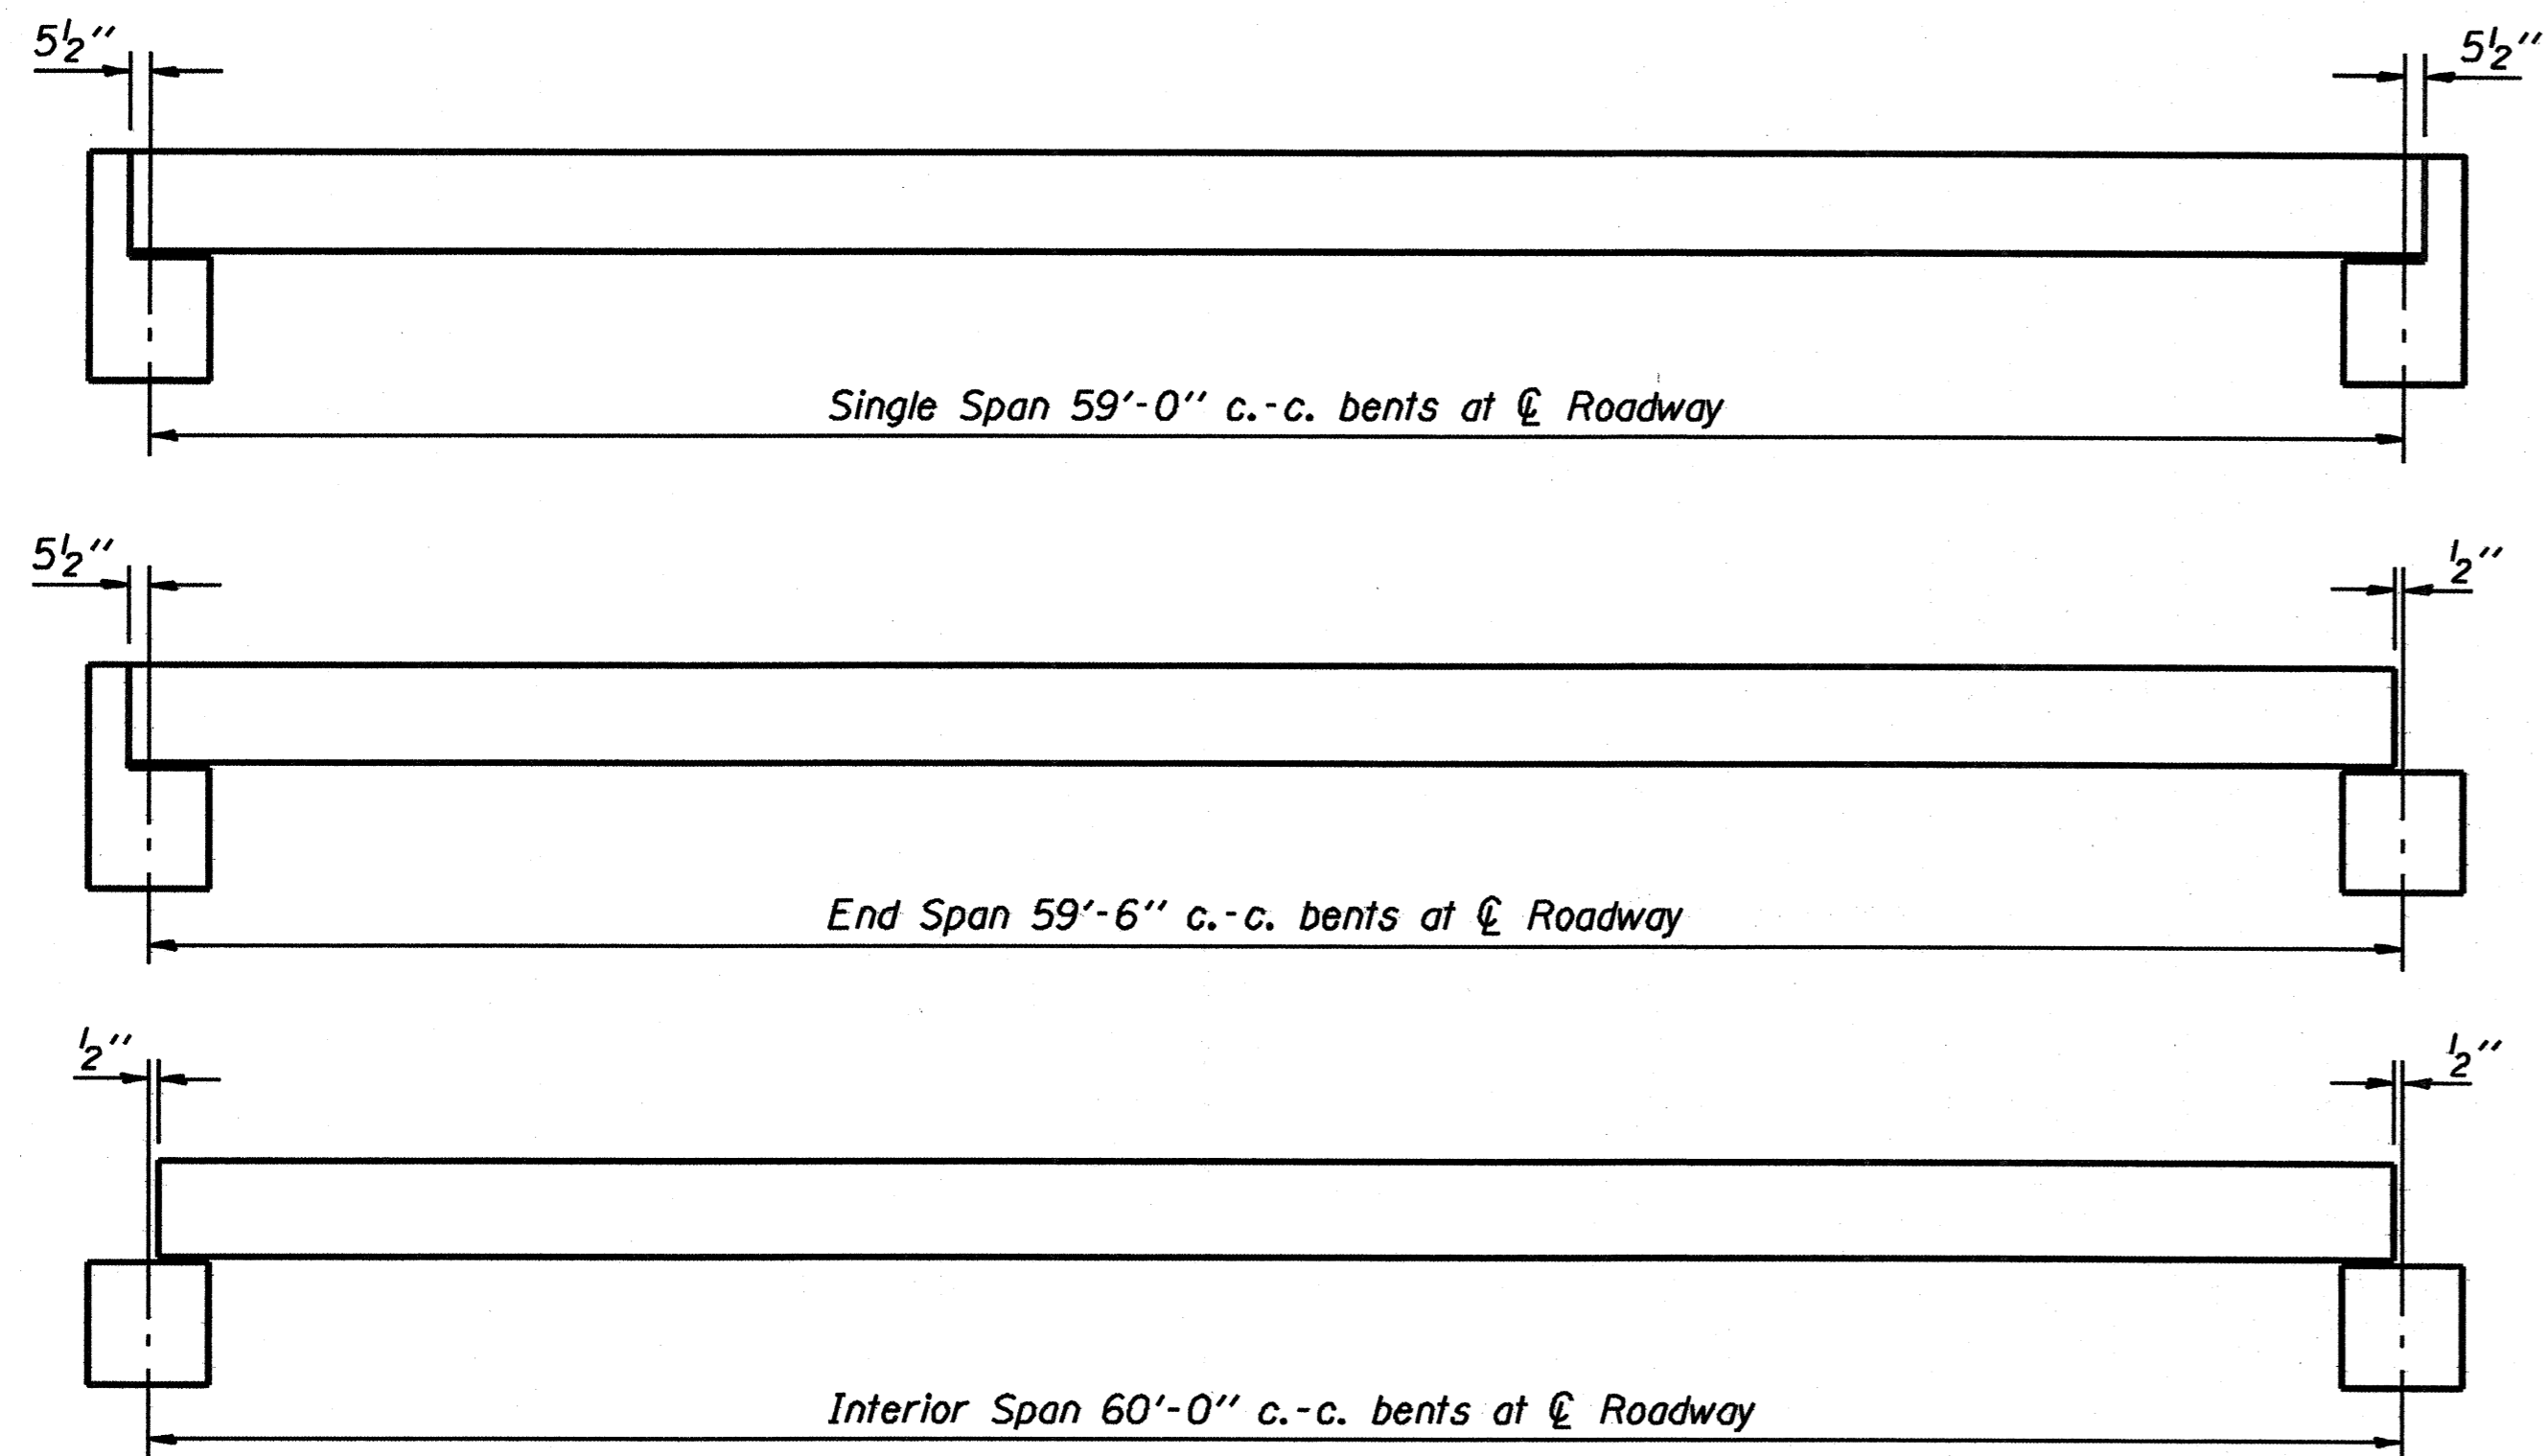 5½" 5½"
Single Span 59'-0" c.-c. bents at ℄ Roadway
5½" ½"
End Span 59'-6" c.-c. bents at ℄ Roadway
½" ½"
Interior Span 60'-0" c.-c. bents at ℄ Roadway